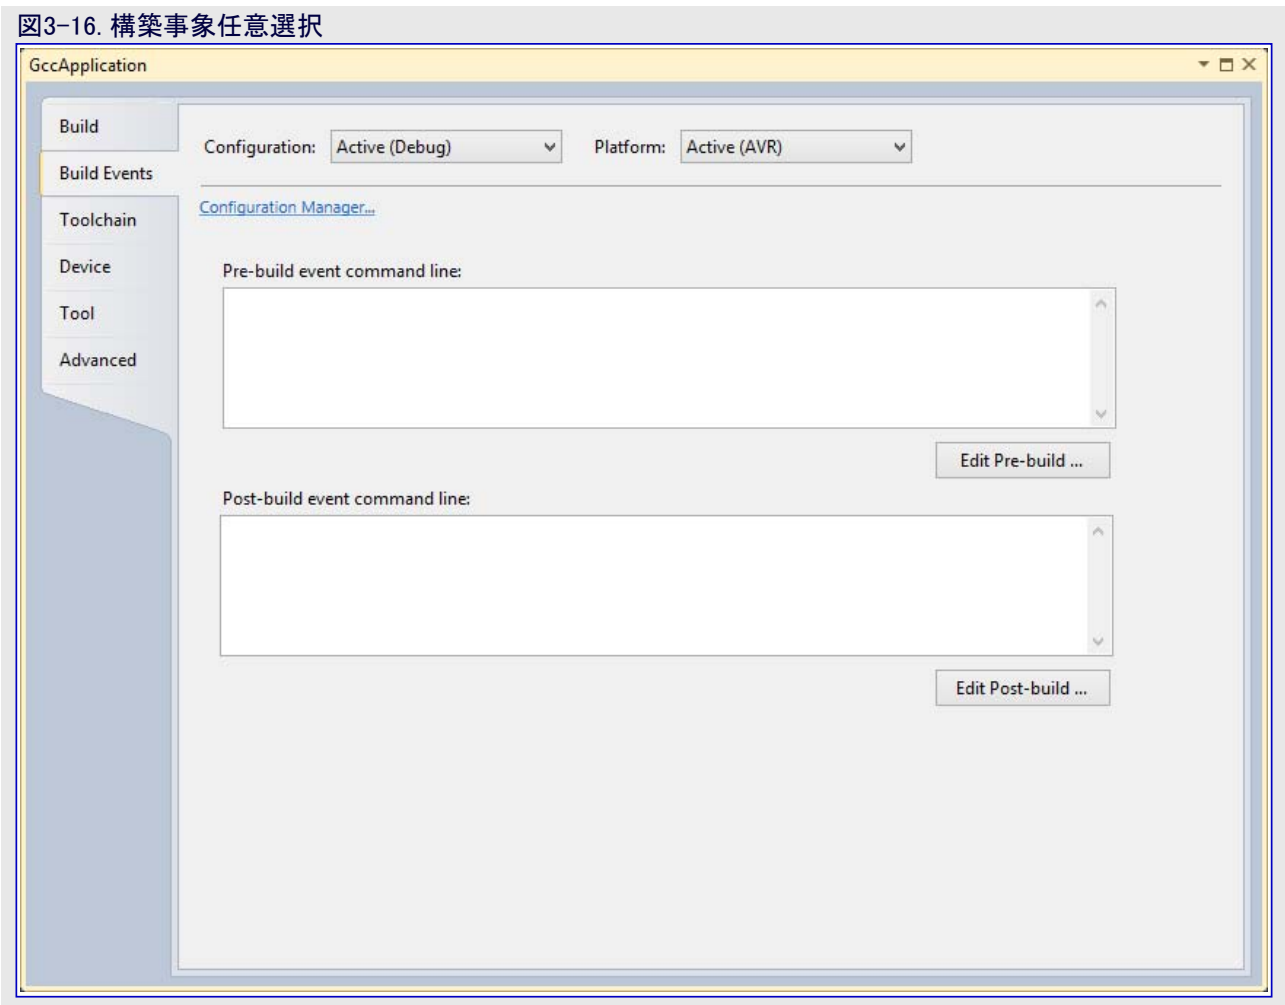 図3-16. 構築事象任意選択
GccApplication
Build
Configuration: Active (Debug) Platform: Active (AVR)
Build Events
Configuration Manager...
Toolchain
Device
Pre-build event command line:
Tool
Advanced
Edit Pre-build ...
Post-build event command line:
Edit Post-build ...